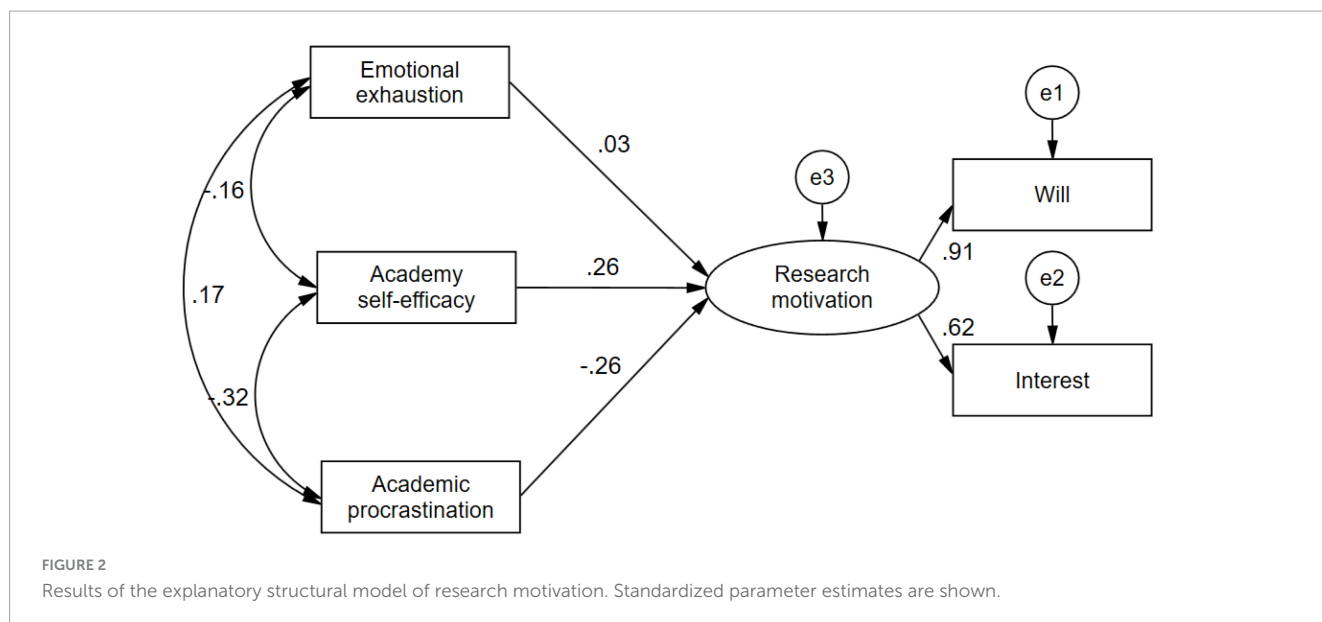 Emotional
exhaustion
e1
.03
e3
Will
-.16
.91
Academy
self-efficacy
.26
Research
motivation
e2
.17
.62
-.26
Interest
-.32
Academic
procrastination
FIGURE 2
Results of the explanatory structural model of research motivation. Standardized parameter estimates are shown.